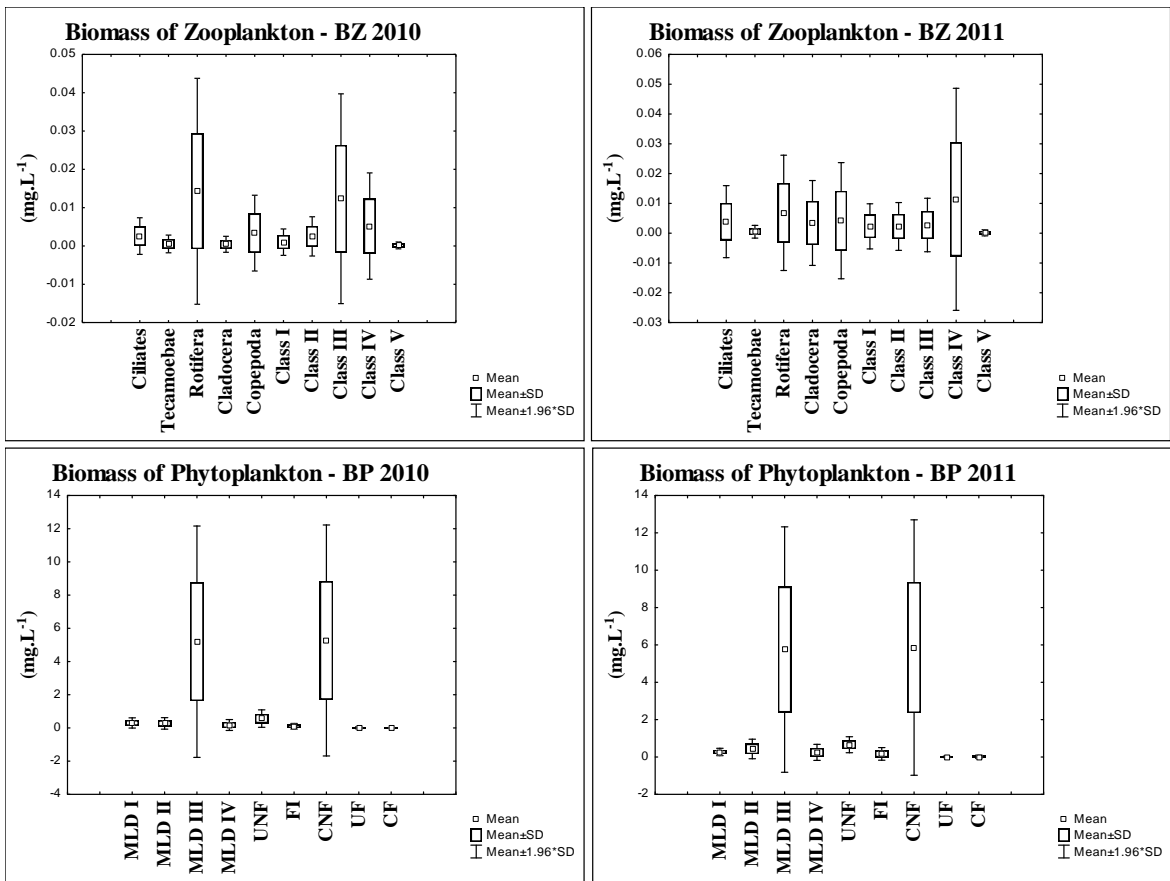 Biomass of Zooplankton - BZ 2010
0.05
0.04
0.03
0.02
0.01
0.00
-0.01
-0.02
(mg.L-1)
Ciliates
Tecamoebae
Rotifera
Cladocera
Copepoda
Class I
Class II
Class III
Class IV
Class V
Mean
Mean±SD
Mean±1.96*SD
Biomass of Zooplankton - BZ 2011
0.06
0.05
0.04
0.03
0.02
0.01
0.00
-0.01
-0.02
-0.03
(mg.L-1)
Ciliates
Tecamoebae
Rotifera
Cladocera
Copepoda
Class I
Class II
Class III
Class IV
Class V
Mean
Mean±SD
Mean±1.96*SD
Biomass of Phytoplankton - BP 2010
14
12
10
8
6
4
2
0
-2
-4
(mg.L-1)
MLD I
MLD II
MLD III
MLD IV
UNF
FI
CNF
UF
CF
Mean
Mean±SD
Mean±1.96*SD
Biomass of Phytoplankton - BP 2011
14
12
10
8
6
4
2
0
-2
(mg.L-1)
MLD I
MLD II
MLD III
MLD IV
UNF
FI
CNF
UF
CF
Mean
Mean±SD
Mean±1.96*SD